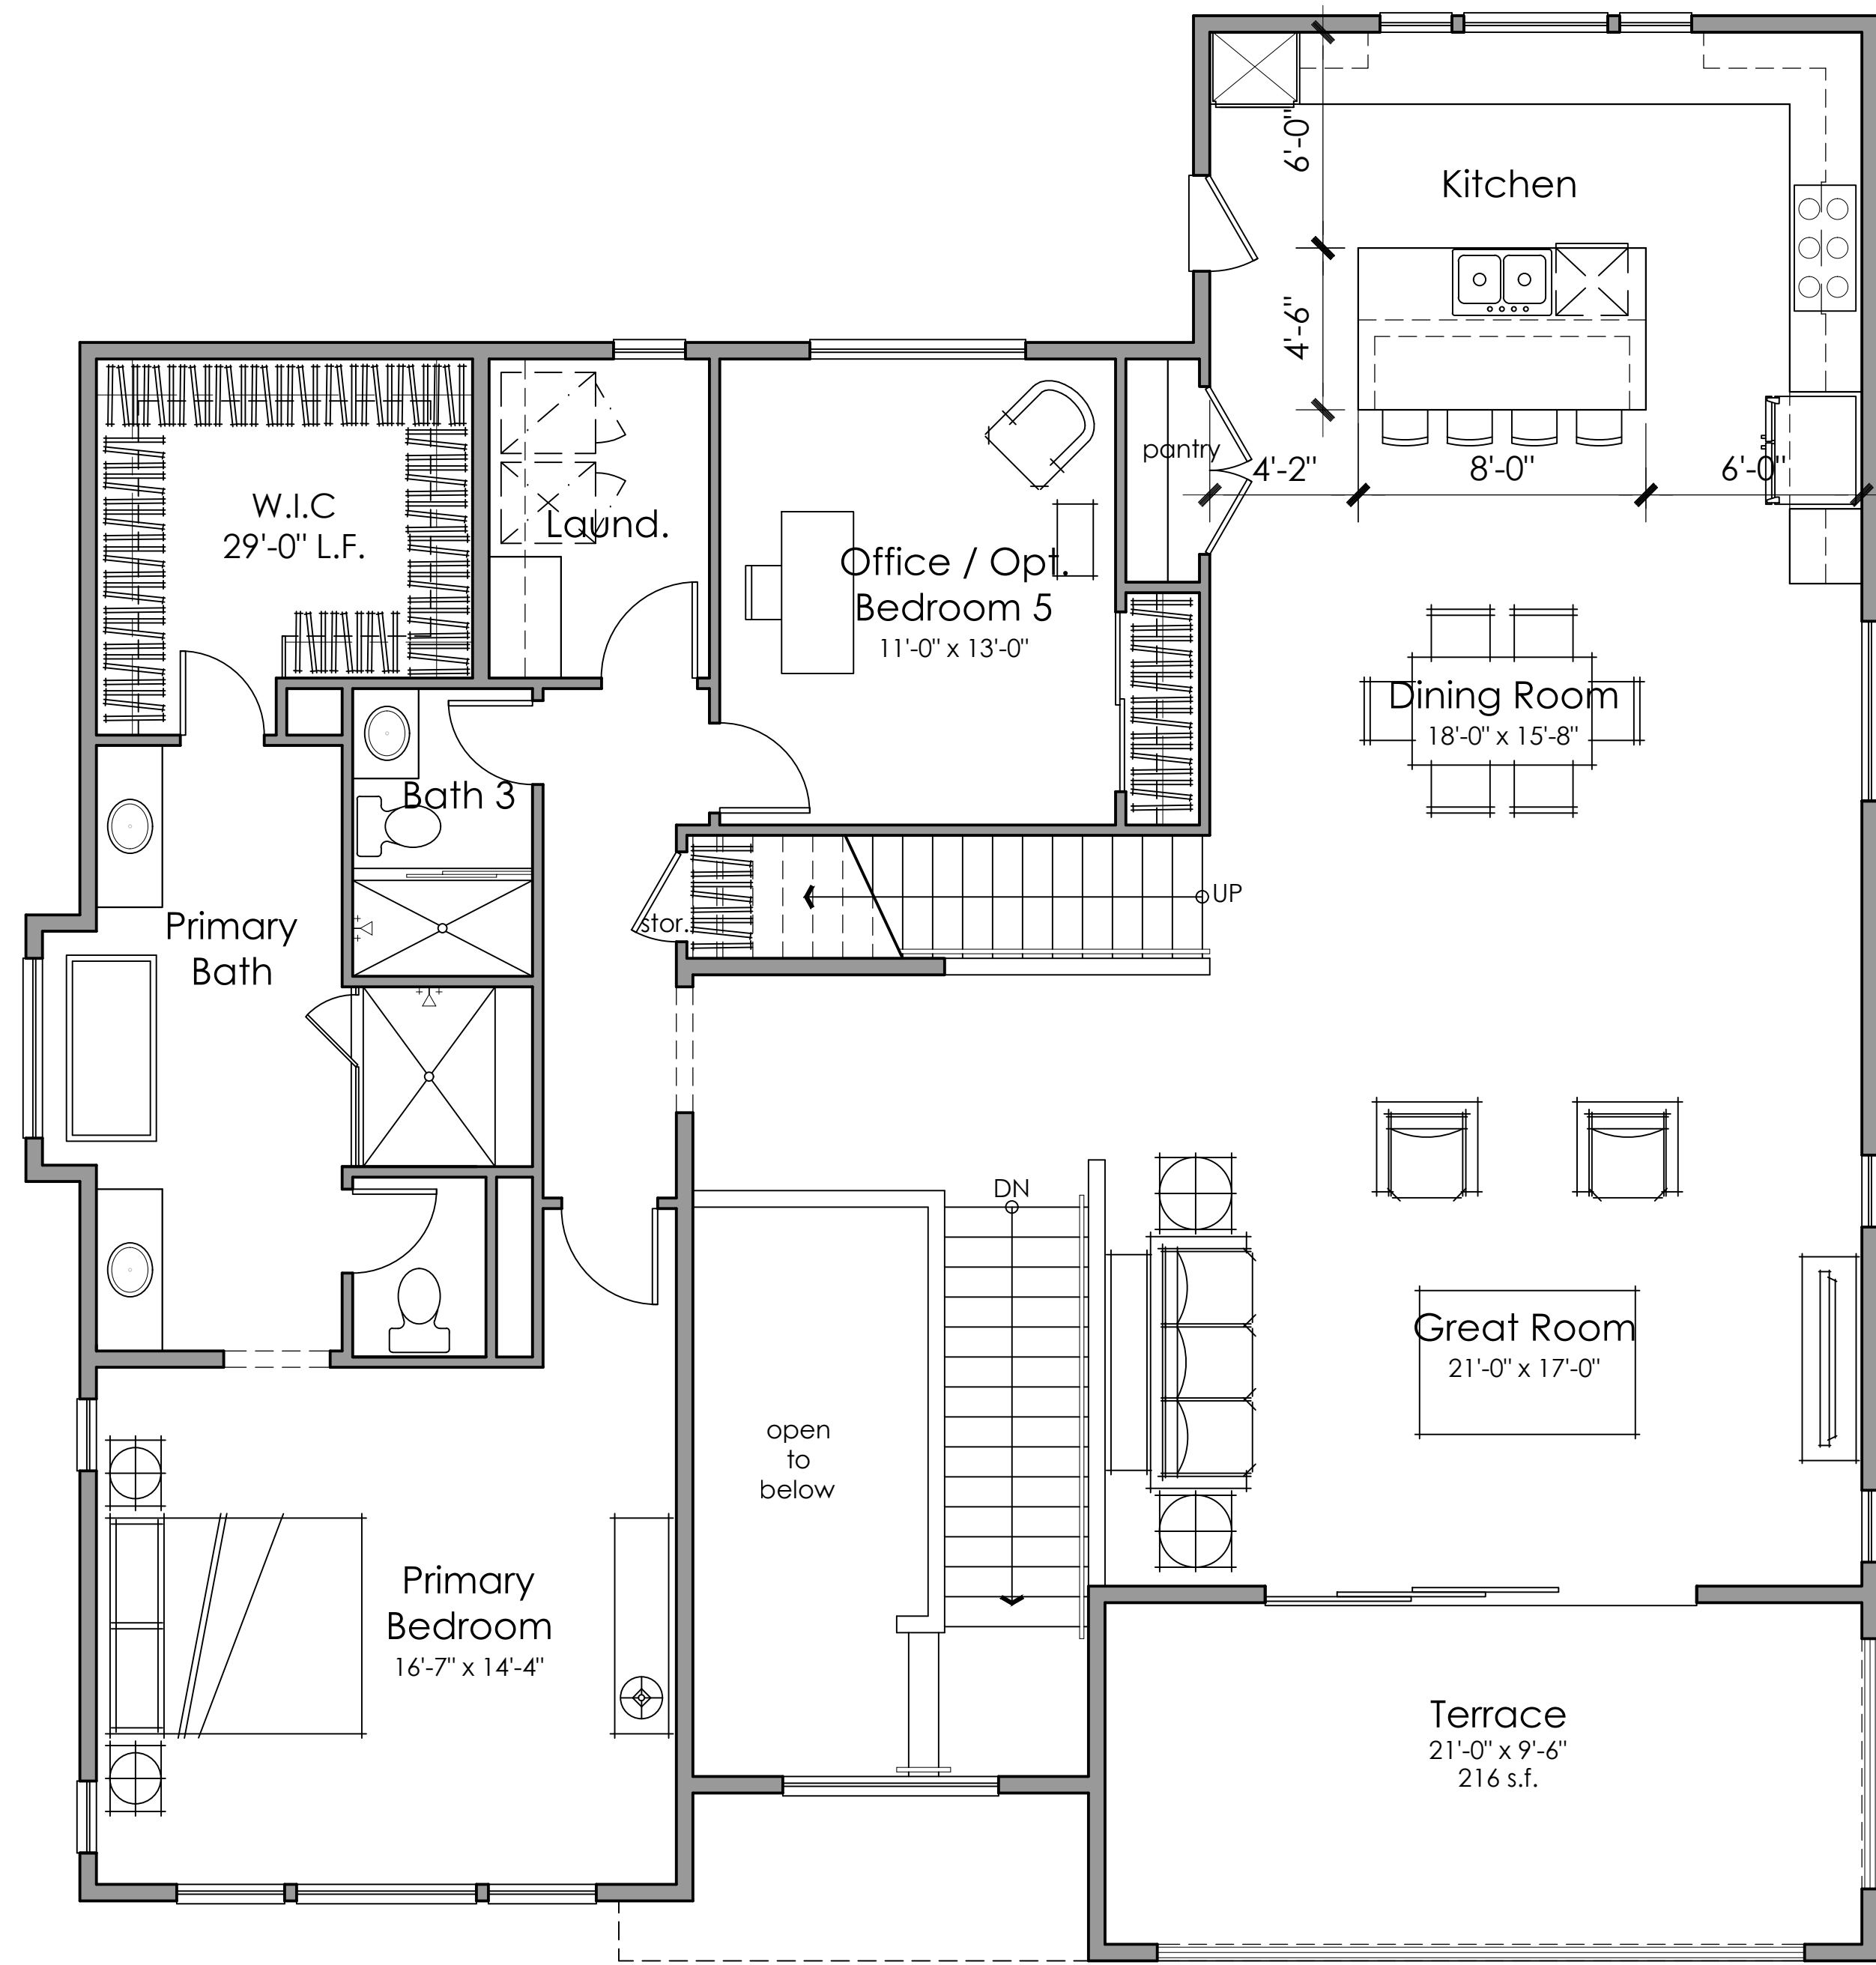 6'-0"
Kitchen
4'-6"
pantry
4'-2"
8'-0"
6'-0"
W.I.C
29'-0" L.F.
Laund.
Office / Opt.
Bedroom 5
11'-0" x 13'-0"
Dining Room
18'-0" x 15'-8"
Bath 3
UP
stor.
Primary
Bath
DN
Great Room
21'-0" x 17'-0"
open
to
below
Primary
Bedroom
16'-7" x 14'-4"
Terrace
21'-0" x 9'-6"
216 s.f.